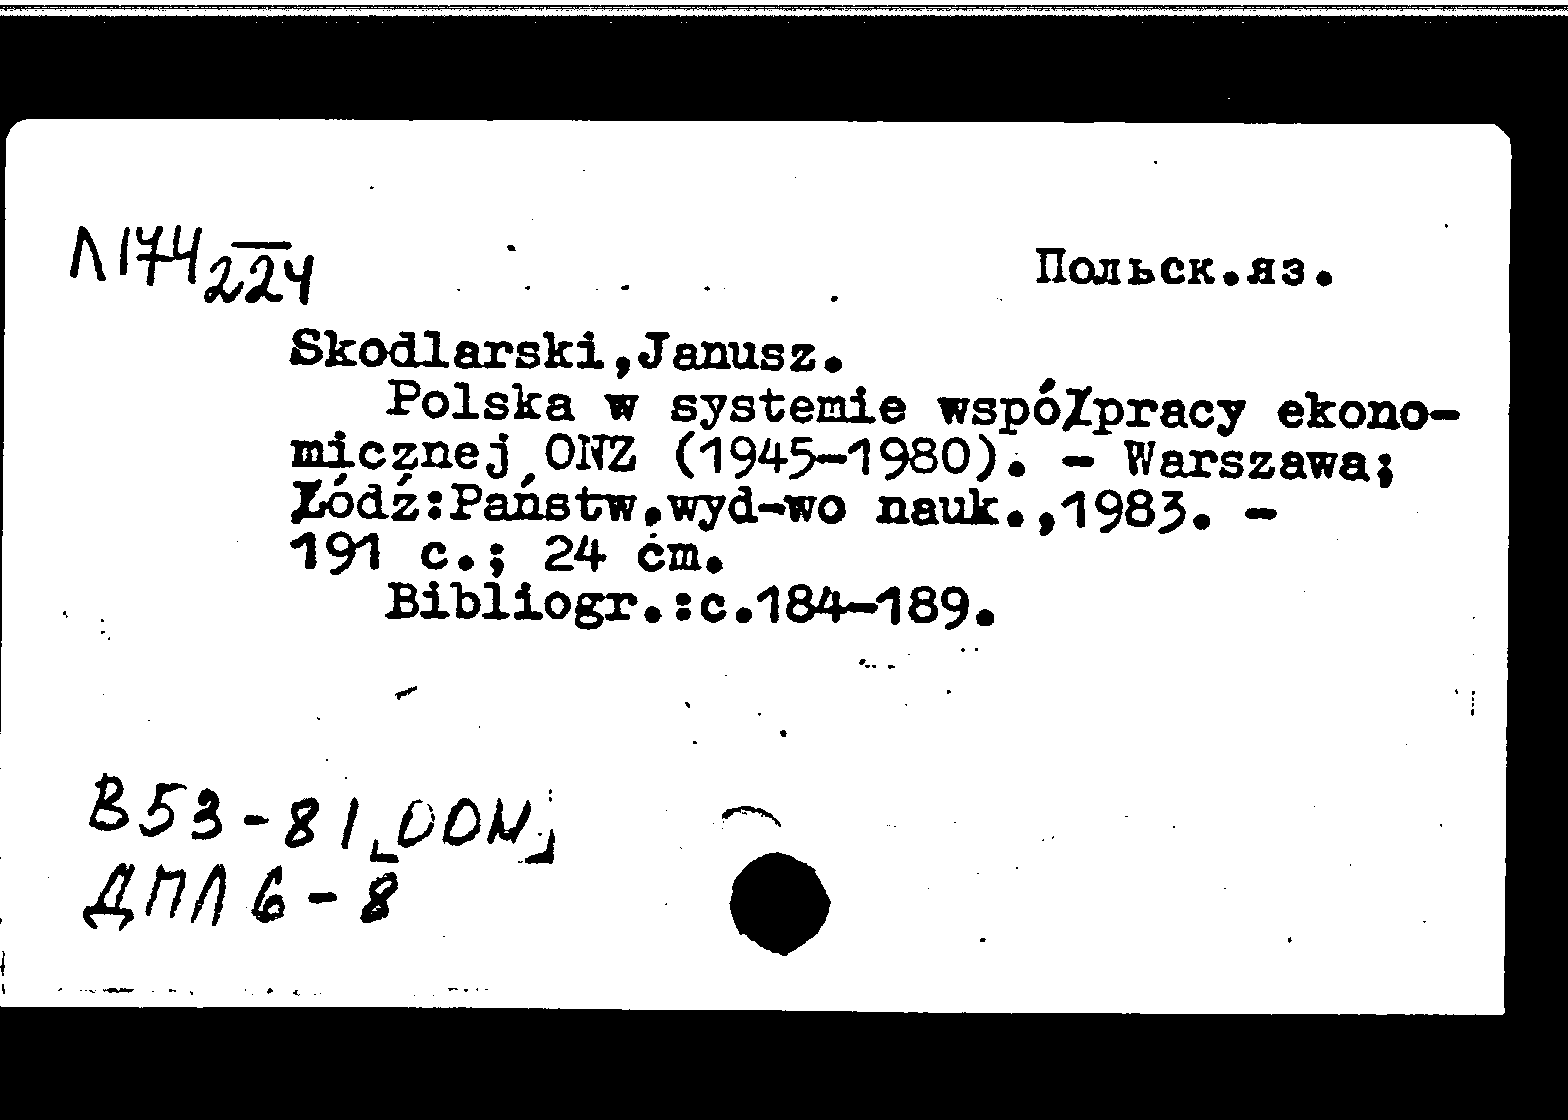 Л174
224
Польск.яз.
Skodlarski,Janusz.
Polska w systemie współpracy ekono-
micznej ONZ (1945-1980). - Warszawa;
Łódź:Państw.wyd-wo nauk.,1983. -
191 с.; 24 cm.
Bibliogr.:с.184-189.
В53-81[ООН]
ДПЛ 6-8